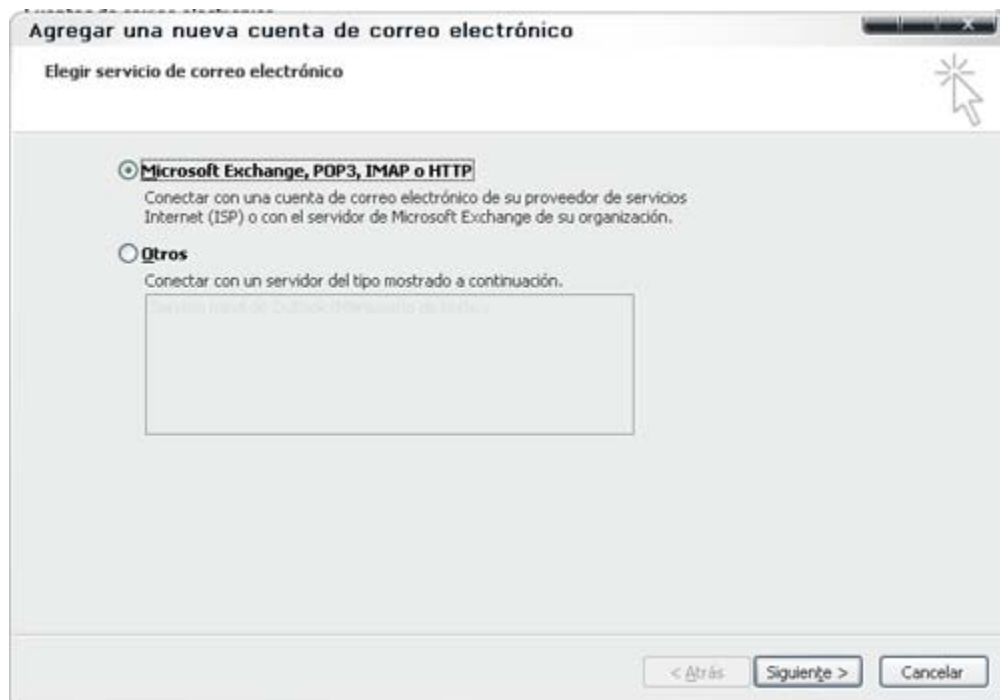 Agregar una nueva cuenta de correo electrónico
Elegir servicio de correo electrónico
Microsoft Exchange, POP3, IMAP o HTTP
Conectar con una cuenta de correo electrónico de su proveedor de servicios
Internet (ISP) o con el servidor de Microsoft Exchange de su organización.
Otros
Conectar con un servidor del tipo mostrado a continuación.
< Atrás
Siguiente >
Cancelar